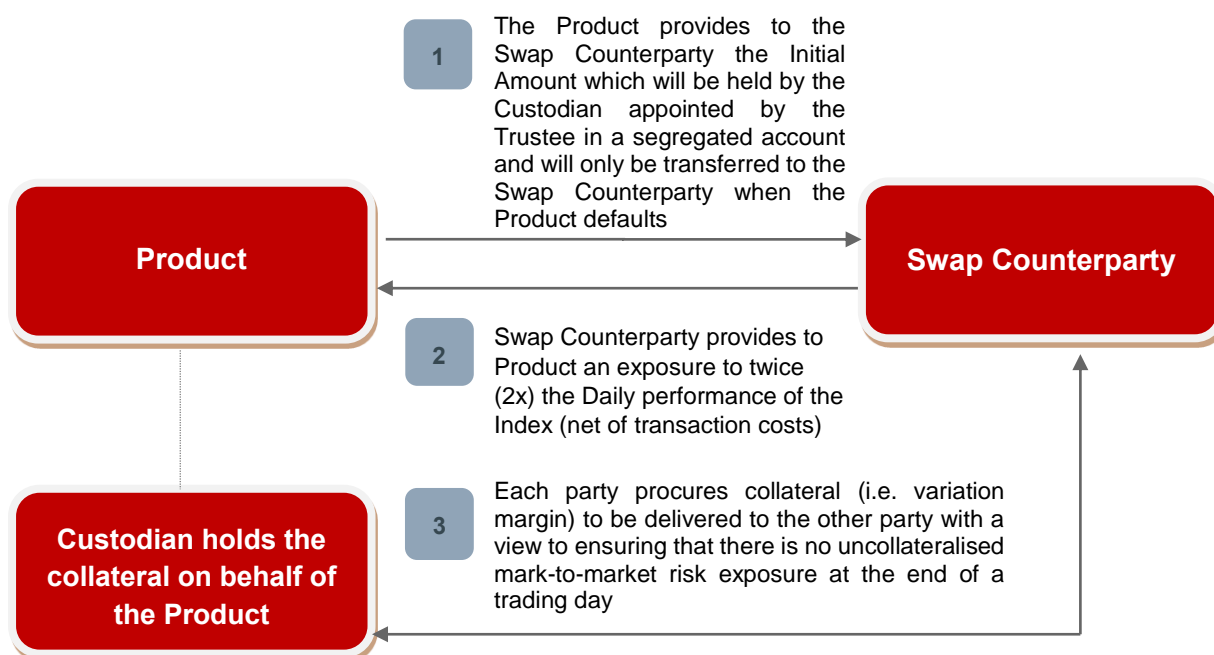 1
The Product provides to the
Swap Counterparty the Initial
Amount which will be held by the
Custodian appointed by the
Trustee in a segregated account
and will only be transferred to the
Swap Counterparty when the
Product defaults
Product
Swap Counterparty
2
Swap Counterparty provides to
Product an exposure to twice
(2x) the Daily performance of the
Index (net of transaction costs)
3
Each party procures collateral (i.e. variation
margin) to be delivered to the other party with a
view to ensuring that there is no uncollateralised
mark-to-market risk exposure at the end of a
trading day
Custodian holds the
collateral on behalf of
the Product